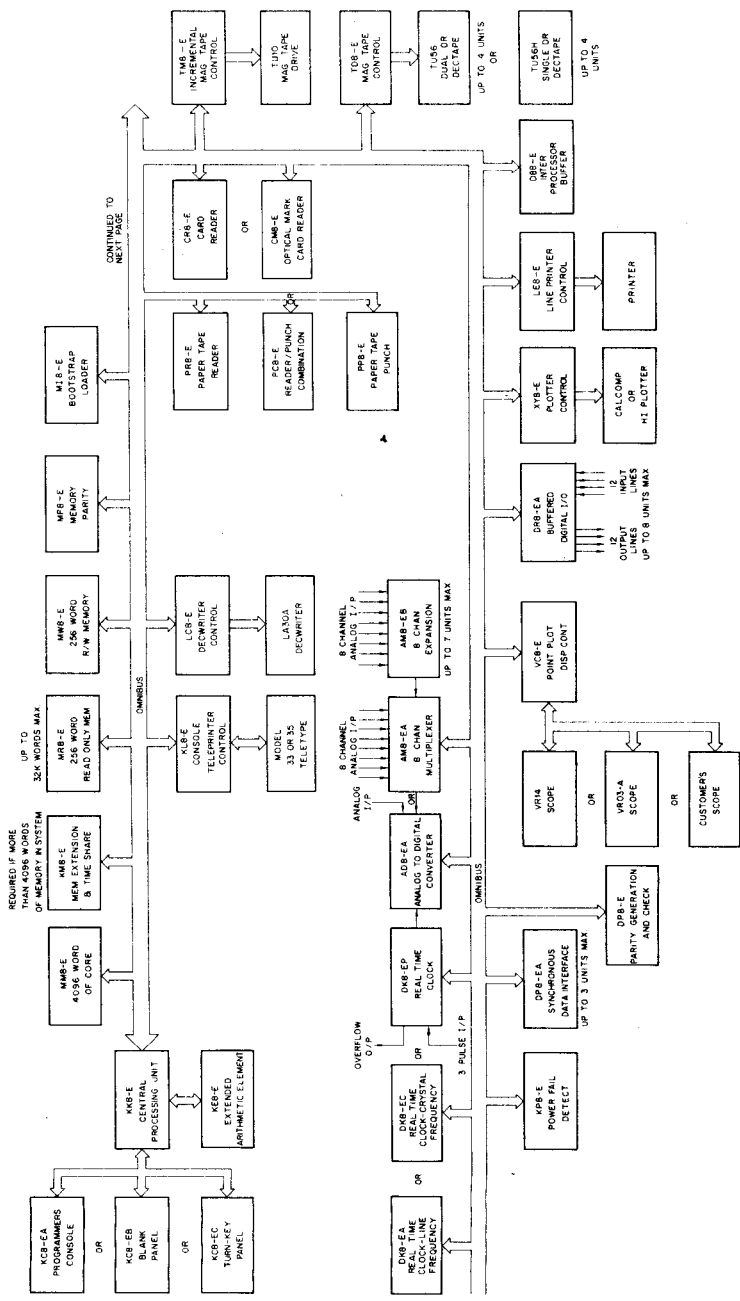 KC8-EA
PROGRAMMERS
CONSOLE
OR
KC8-EB
BLANK
PANEL
OR
KC8-EC
TURN-KEY
PANEL
KK8-E
CENTRAL
PROCESSING UNIT
KE8-E
EXTENDED
ARITHMETIC ELEMENT
MM8-E
4096 WORD
OF CORE
REQUIRED IF MORE
THAN 4096 WORDS
OF MEMORY IN SYSTEM
KM8-E
MEM EXTENSION
& TIME SHARE
UP TO
32K WORDS MAX.
MR8-E
256 WORD
READ ONLY MEM
MW8-E
256 WORD
R/W MEMORY
MP8-E
MEMORY
PARITY
MI8-E
BOOTSTRAP
LOADER
CONTINUED TO
NEXT PAGE
OMNIBUS
KL8-E
CONSOLE
TELEPRINTER
CONTROL
MODEL
33 OR 35
TELETYPE
LC8-E
DECWRITER
CONTROL
LA30A
DECWRITER
PR8-E
PAPER TAPE
READER
PC8-E
READER/PUNCH
COMBINATION
OR
PP8-E
PAPER TAPE
PUNCH
CR8-E
CARD
READER
OR
CM8-E
OPTICAL MARK
CARD READER
TM8-E
INCREMENTAL
MAG TAPE
CONTROL
TU10
MAG TAPE
DRIVE
TD8-E
MAG TAPE
CONTROL
TU56
DUAL OR
DECTAPE
UP TO 4 UNITS
OR
TU56H
SINGLE OR
DECTAPE
UP TO 4
UNITS
DK8-EA
REAL TIME
CLOCK-LINE
FREQUENCY
OR
DK8-EC
REAL TIME
CLOCK-CRYSTAL
FREQUENCY
OR
OVERFLOW
O/P
3 PULSE I/P
DK8-EP
REAL TIME
CLOCK
AD8-EA
ANALOG TO DIGITAL
CONVERTER
ANALOG
I/P
OR
8 CHANNEL
ANALOG I/P
AM8-EA
8 CHAN
MULTIPLEXER
8 CHANNEL
ANALOG I/P
AM8-EB
8 CHAN
EXPANSION
UP TO 7 UNITS MAX
OMNIBUS
KP8-E
POWER FAIL
DETECT
DP8-EA
SYNCHRONOUS
DATA INTERFACE
UP TO 3 UNITS MAX
DP8-E
PARITY GENERATION
AND CHECK
VC8-E
POINT PLOT
DISP CONT
VR14
SCOPE
OR
VR03-A
SCOPE
OR
CUSTOMER'S
SCOPE
DR8-EA
BUFFERED
DIGITAL I/O
12
OUTPUT
LINES
12
INPUT
LINES
UP TO 8 UNITS MAX
XY8-E
PLOTTER
CONTROL
CALCOMP
OR
HI PLOTTER
LE8-E
LINE PRINTER
CONTROL
PRINTER
DB8-E
INTER
PROCESSOR
BUFFER